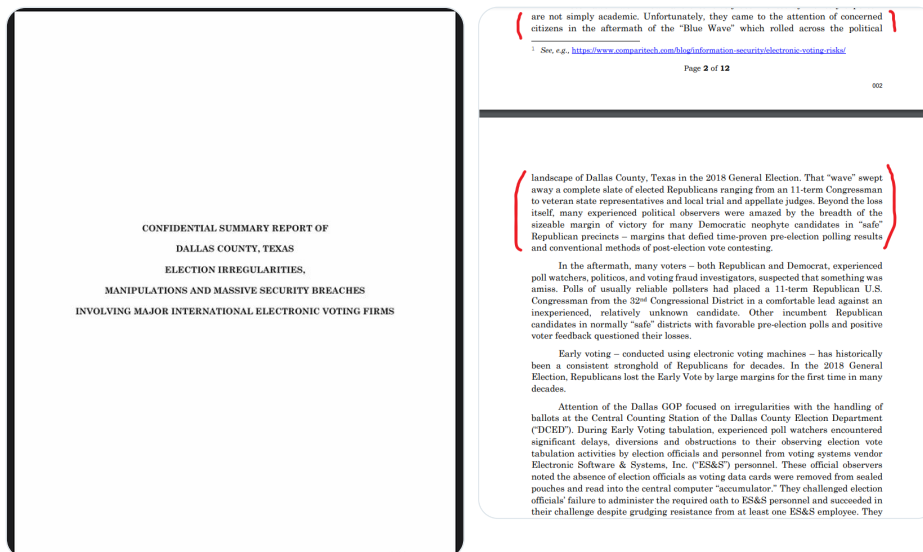 CONFIDENTIAL SUMMARY REPORT OF
DALLAS COUNTY, TEXAS
ELECTION IRREGULARITIES,
MANIPULATIONS AND MASSIVE SECURITY BREACHES
INVOLVING MAJOR INTERNATIONAL ELECTRONIC VOTING FIRMS
are not simply academic. Unfortunately, they came to the attention of concerned
citizens in the aftermath of the “Blue Wave” which rolled across the political
1 See, e.g., https://www.comparitech.com/blog/information-security/electronic-voting-risks/
Page 2 of 12
002
landscape of Dallas County, Texas in the 2018 General Election. That “wave” swept
away a complete slate of elected Republicans ranging from an 11-term Congressman
to veteran state representatives and local trial and appellate judges. Beyond the loss
itself, many experienced political observers were amazed by the breadth of the
sizeable margin of victory for many Democratic neophyte candidates in “safe”
Republican precincts – margins that defied time-proven pre-election polling results
and conventional methods of post-election vote contesting.
In the aftermath, many voters – both Republican and Democrat, experienced
poll watchers, politicos, and voting fraud investigators, suspected that something was
amiss. Polls of usually reliable pollsters had placed a 11-term Republican U.S.
Congressman from the 32nd Congressional District in a comfortable lead against an
inexperienced, relatively unknown candidate. Other incumbent Republican
candidates in normally “safe” districts with favorable pre-election polls and positive
voter feedback questioned their losses.
Early voting – conducted using electronic voting machines – has historically
been a consistent stronghold of Republicans for decades. In the 2018 General
Election, Republicans lost the Early Vote by large margins for the first time in many
decades.
Attention of the Dallas GOP focused on irregularities with the handling of
ballots at the Central Counting Station of the Dallas County Election Department
(“DCED”). During Early Voting tabulation, experienced poll watchers encountered
significant delays, diversions and obstructions to their observing election vote
tabulation activities by election officials and personnel from voting systems vendor
Electronic Software & Systems, Inc. (“ES&S”) personnel. These official observers
noted the absence of election officials as voting data cards were removed from sealed
pouches and read into the central computer “accumulator.” They challenged election
officials’ failure to administer the required oath to ES&S personnel and succeeded in
their challenge despite grudging resistance from at least one ES&S employee. They